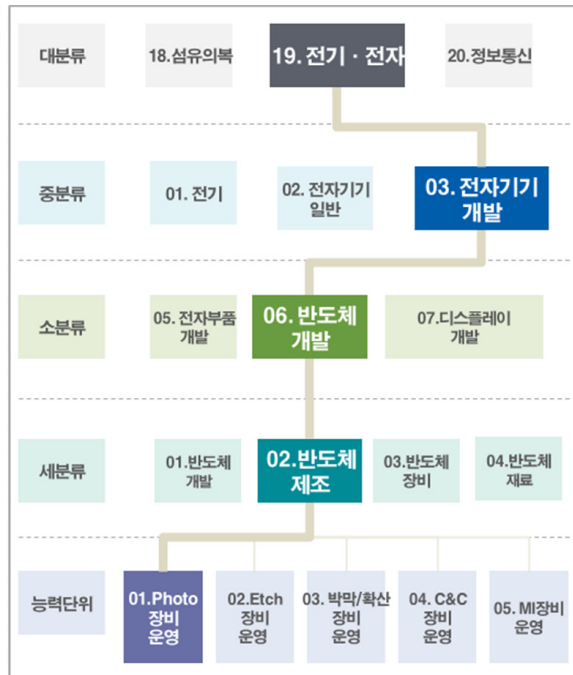 대분류
18.섬유의복
19. 전기 · 전자
20.정보통신
중분류
01. 전기
02. 전자기기
일반
03. 전자기기
개발
소분류
05. 전자부품
개발
06. 반도체
개발
07.디스플레이
개발
세분류
01.반도체
개발
02.반도체
제조
03.반도체
장비
04.반도체
재료
능력단위
01.Photo
장비
운영
02.Etch
장비
운영
03. 박막/확산
장비
운영
04. C&C
장비
운영
05. MI장비
운영